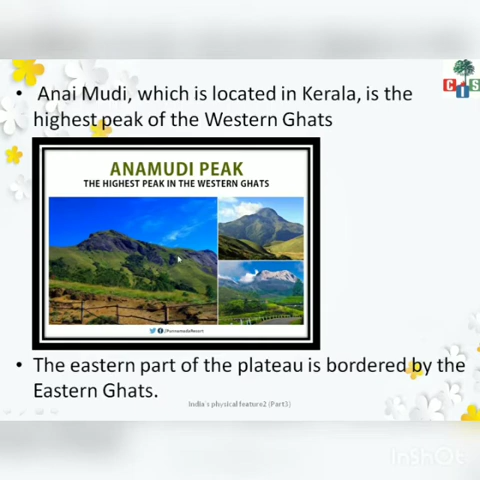 • Anai Mudi, which is located in Kerala, is the
highest peak of the Western Ghats
CIS
ANAMUDI PEAK
THE HIGHEST PEAK IN THE WESTERN GHATS
• The eastern part of the plateau is bordered by the
Eastern Ghats.
India's physical feature2 (Part3)
InShOt